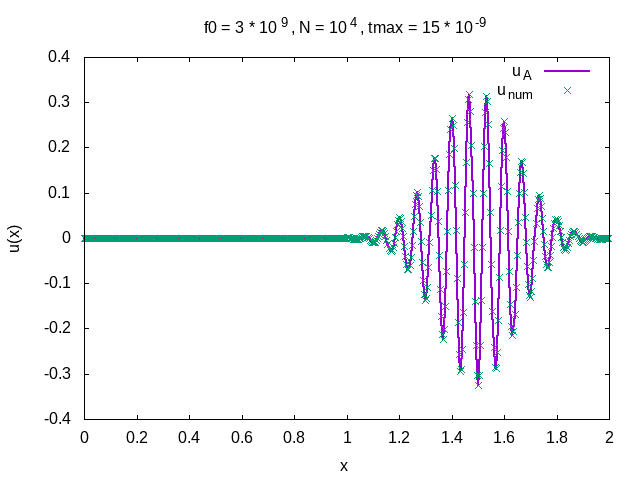 f0 = 3 * 10^9, N = 10^4, tmax = 15 * 10^-9
u_A
u_num
0.4
0.3
0.2
0.1
0
-0.1
-0.2
-0.3
-0.4
u(x)
0 0.2 0.4 0.6 0.8 1 1.2 1.4 1.6 1.8 2
x